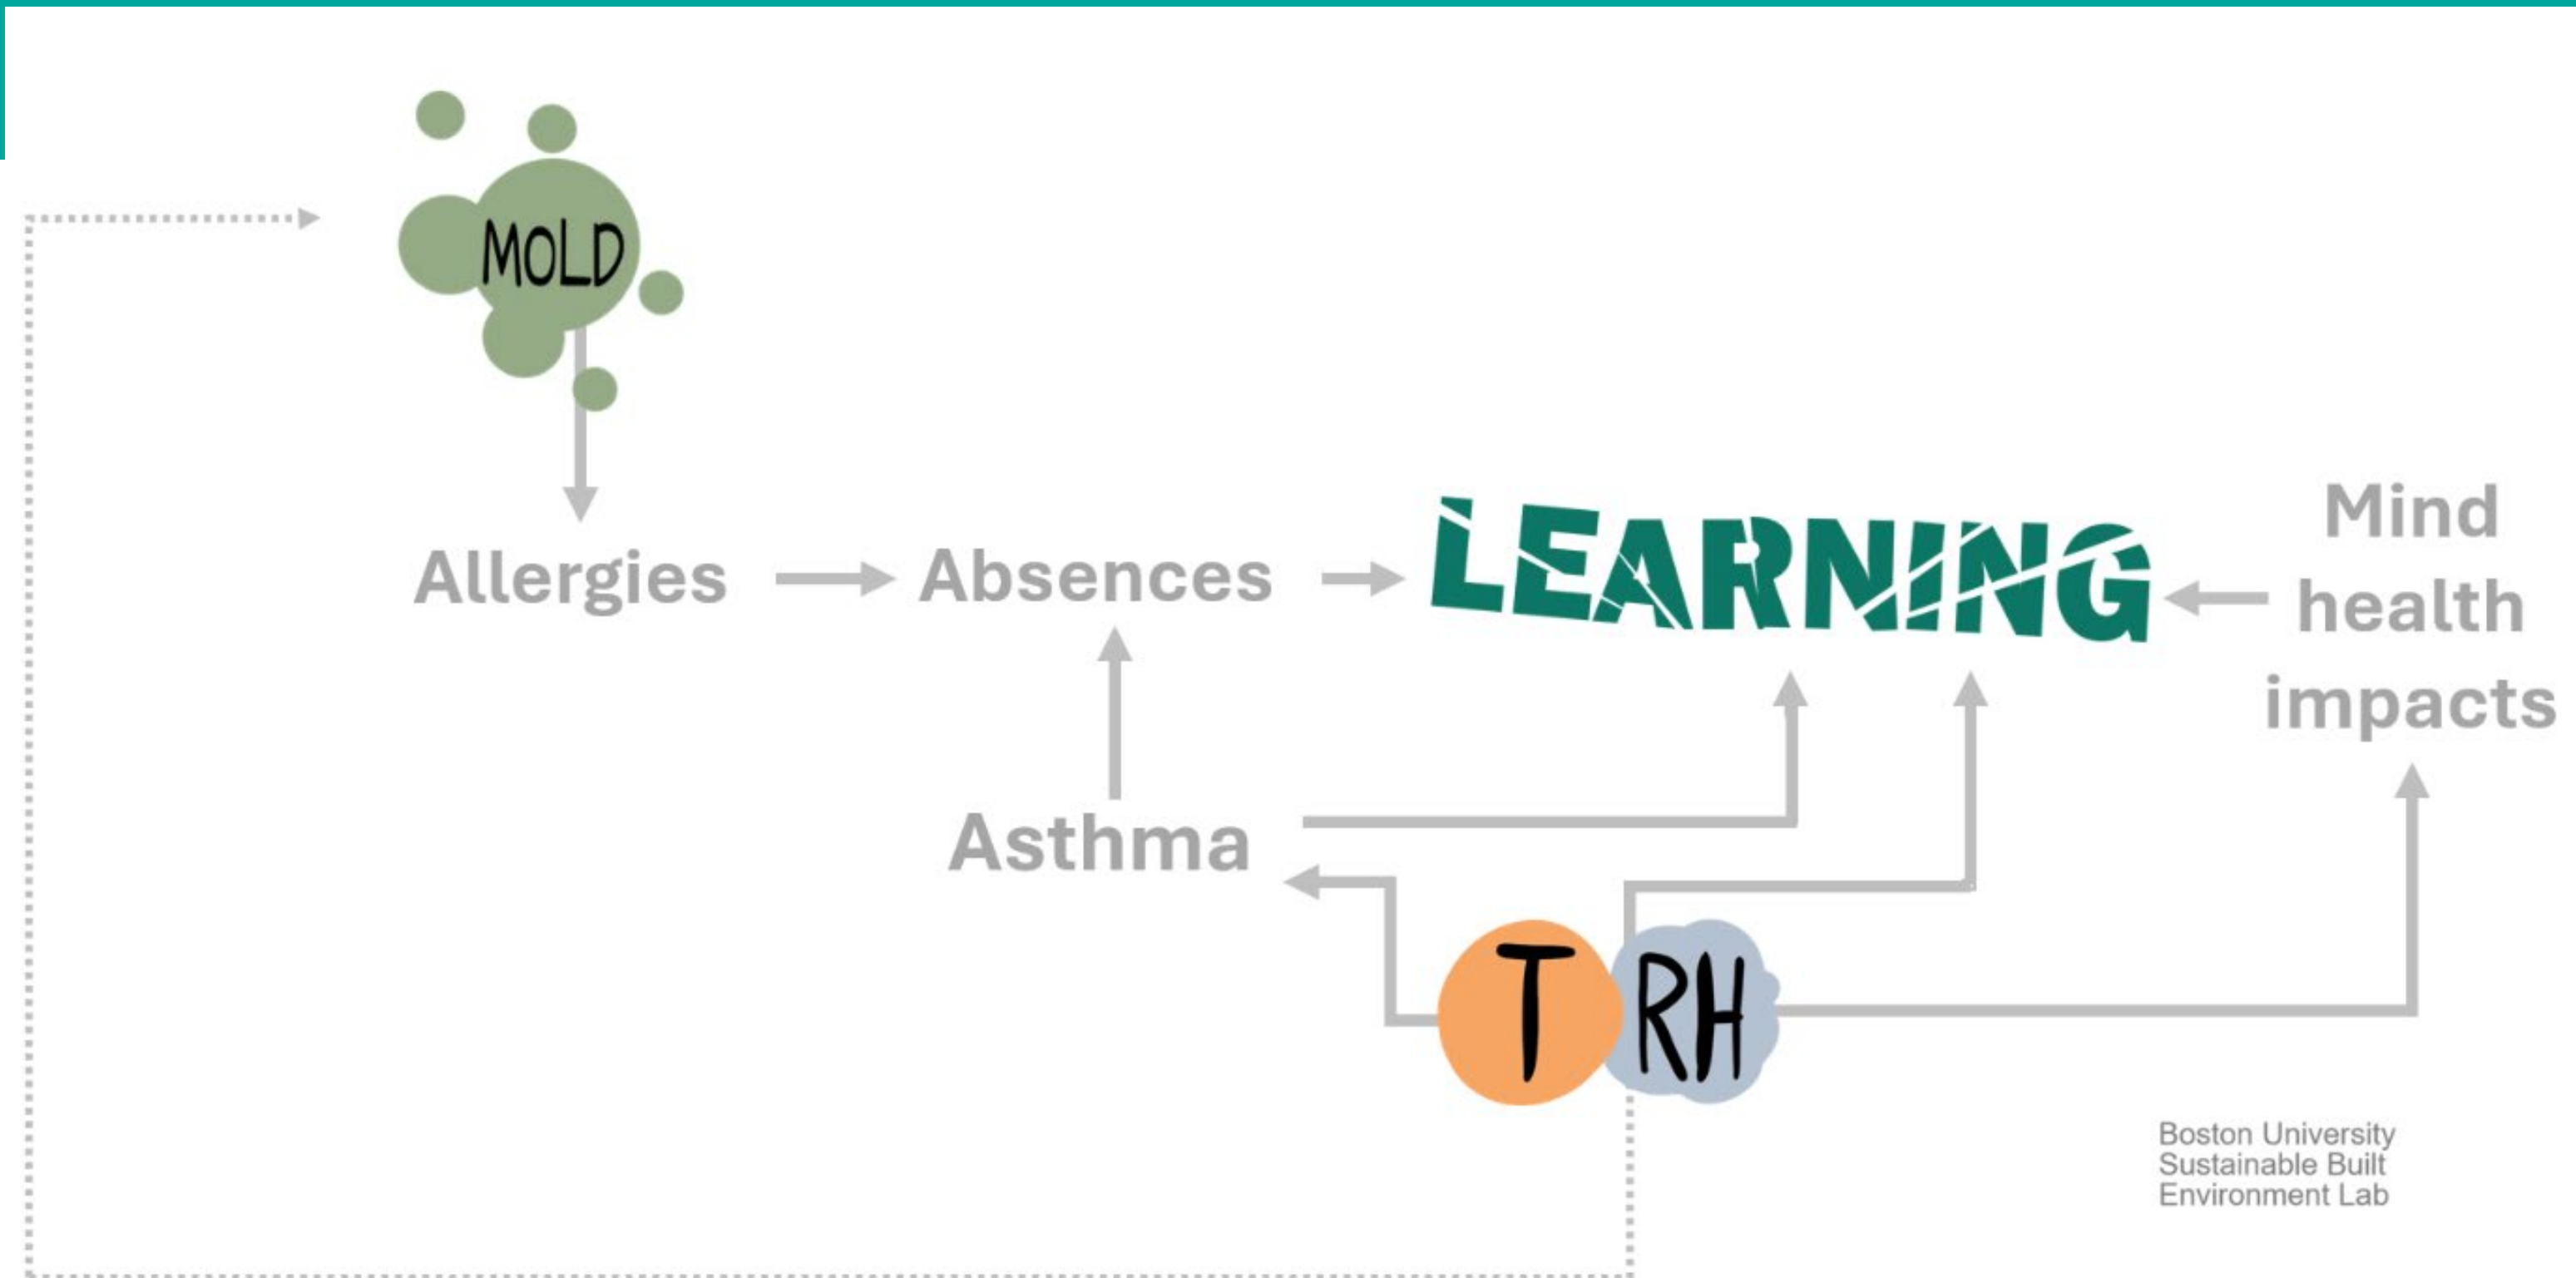 MOLD
Allergies
Absences
LEARNING
Mind
health
impacts
Asthma
T
RH
Boston University
Sustainable Built
Environment Lab